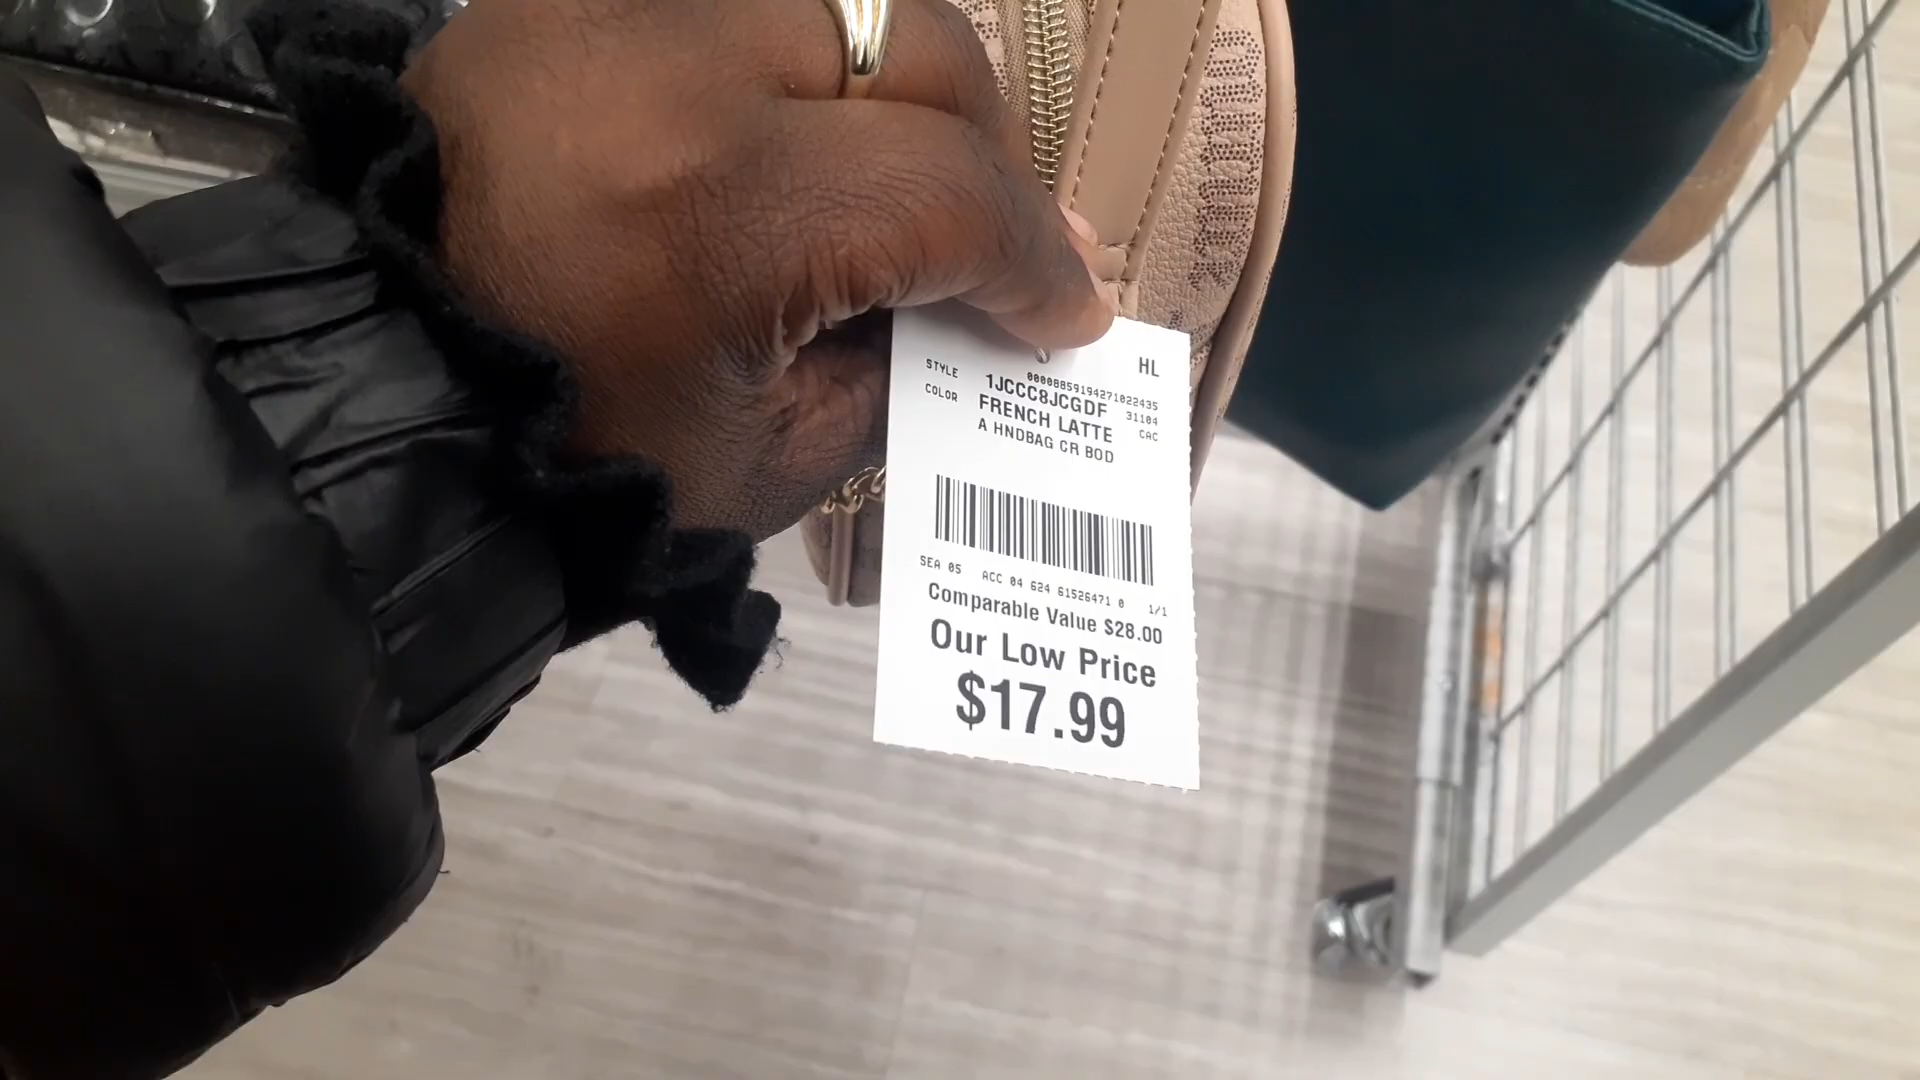 HL
00008859194271022435
STYLE 1JCCC8JCGDF 31104
COLOR FRENCH LATTE CAC
A HNDBAG CR BOD
SEA 05 ACC 04 624 61526471 0 1/1
Comparable Value $28.00
Our Low Price
$17.99